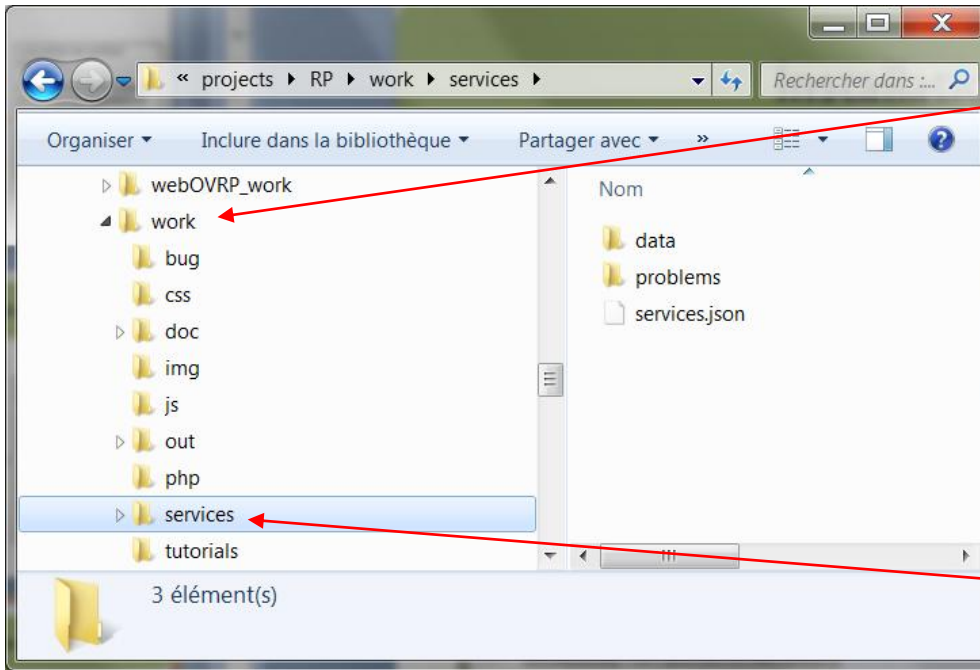 « projects RP work services
Rechercher dans :...
Organiser Inclure dans la bibliothèque Partager avec »
webOVRP_work
work
bug
css
doc
img
js
out
php
services
tutorials
Nom
data
problems
services.json
3 élément(s)